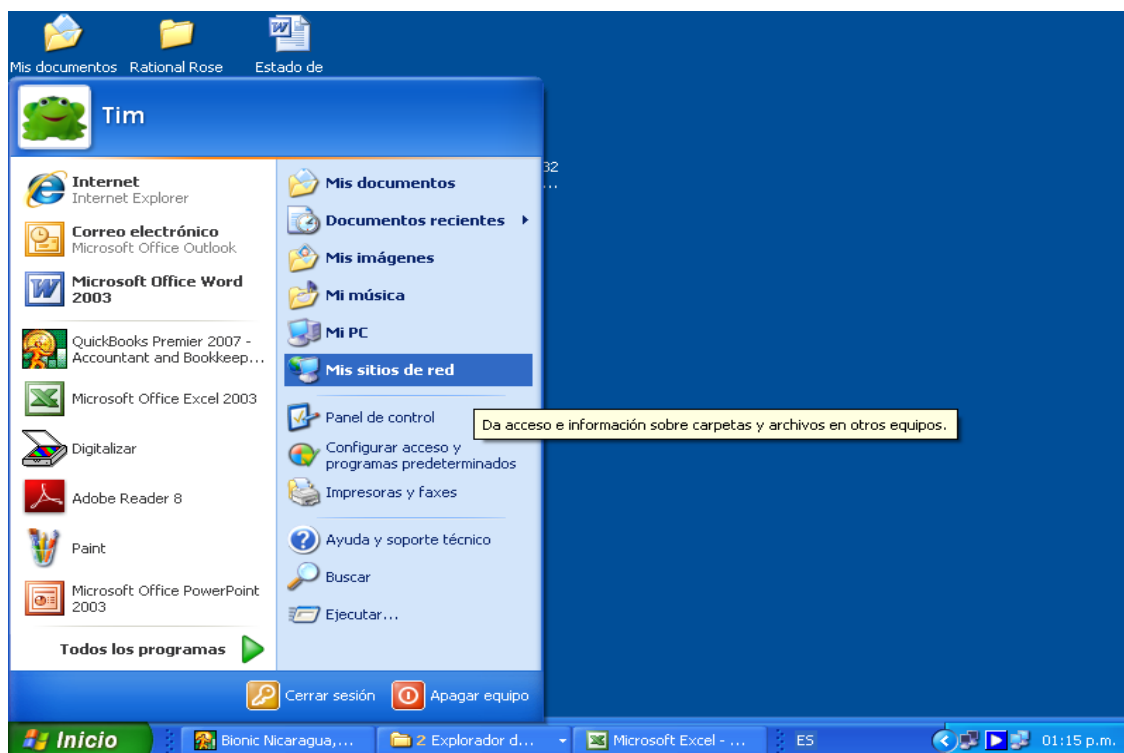 Mis documentos
Rational Rose
Estado de
Tim
32
...
Internet
Internet Explorer
Correo electrónico
Microsoft Office Outlook
Microsoft Office Word
2003
QuickBooks Premier 2007 -
Accountant and Bookkeep...
Microsoft Office Excel 2003
Digitalizar
Adobe Reader 8
Paint
Microsoft Office PowerPoint
2003
Todos los programas
Mis documentos
Documentos recientes
Mis imágenes
Mi música
Mi PC
Mis sitios de red
Panel de control
Da acceso e información sobre carpetas y archivos en otros equipos.
Configurar acceso y
programas predeterminados
Impresoras y faxes
Ayuda y soporte técnico
Buscar
Ejecutar...
Cerrar sesión
Apagar equipo
Inicio
Bionic Nicaragua,...
2 Explorador d...
Microsoft Excel - ...
ES
01:15 p.m.